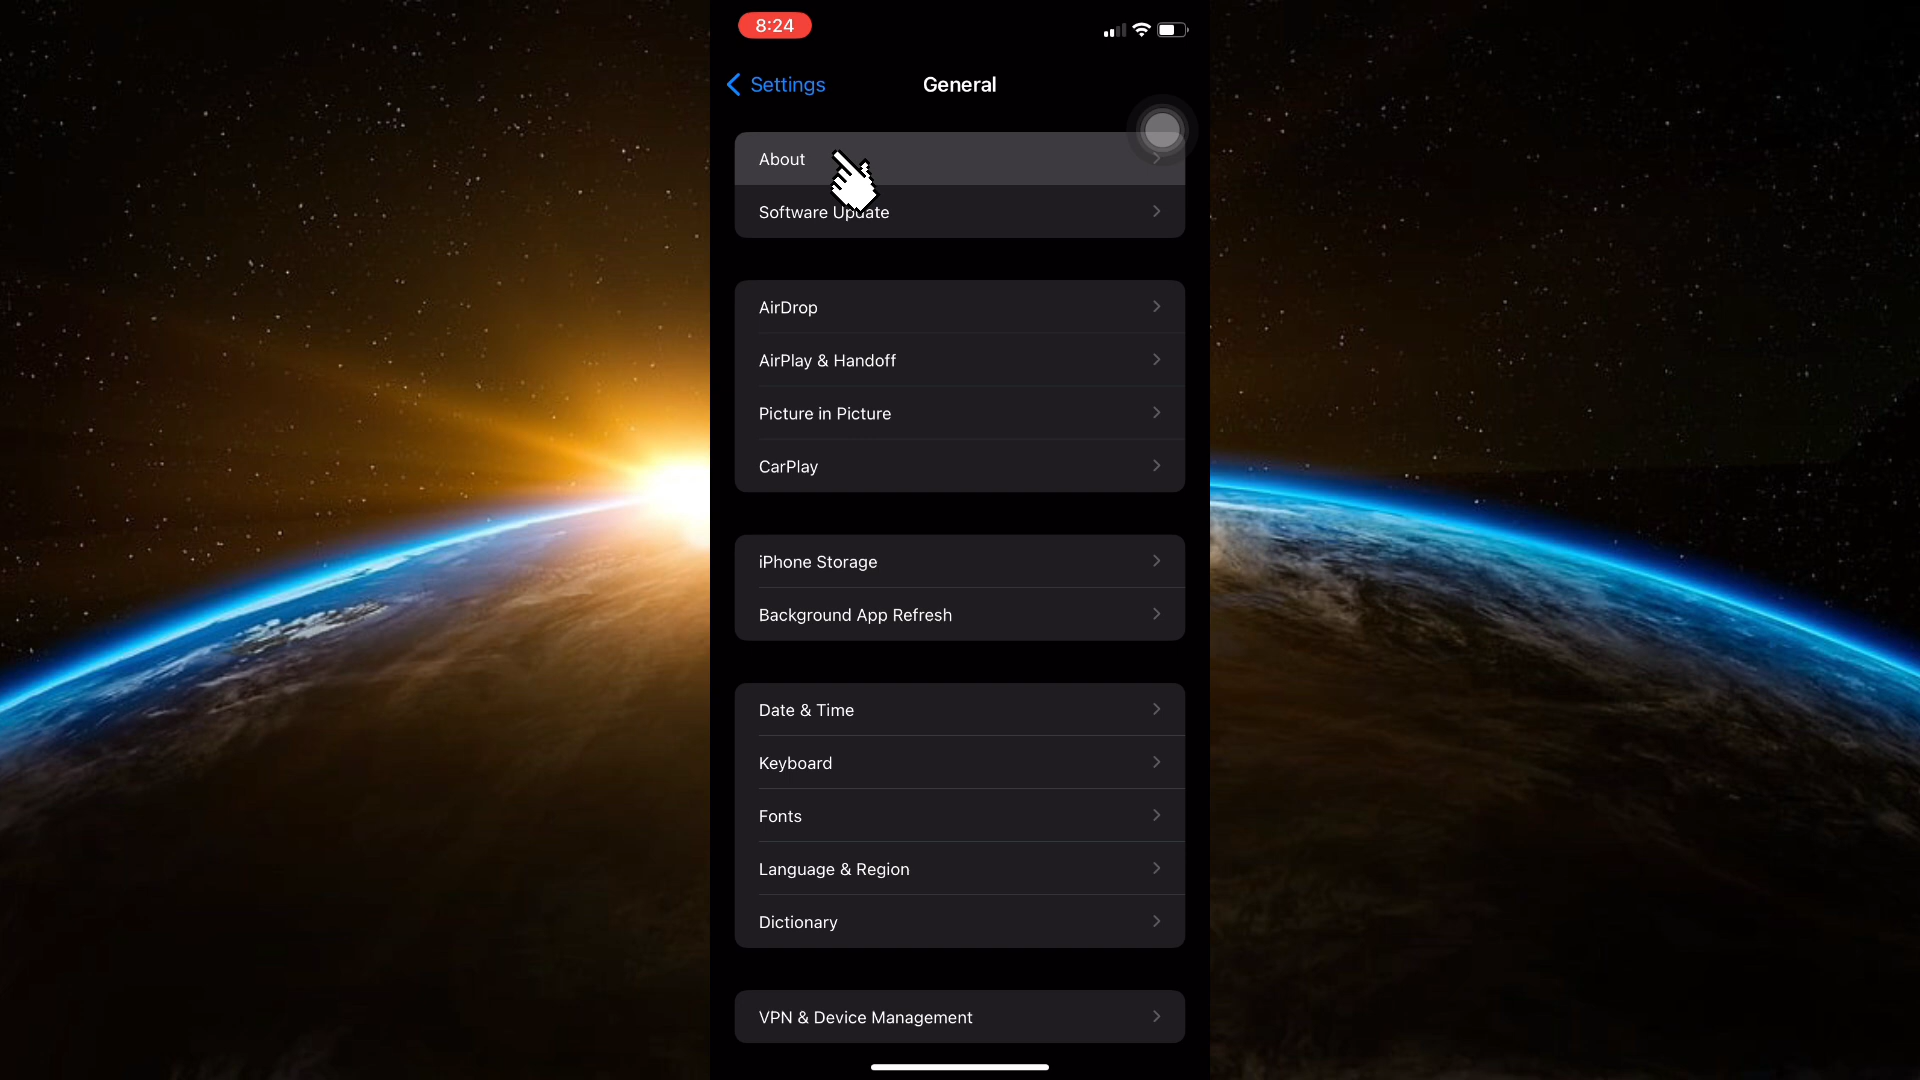 8:24
Settings
General
About
Software Update
AirDrop
AirPlay & Handoff
Picture in Picture
CarPlay
iPhone Storage
Background App Refresh
Date & Time
Keyboard
Fonts
Language & Region
Dictionary
VPN & Device Management